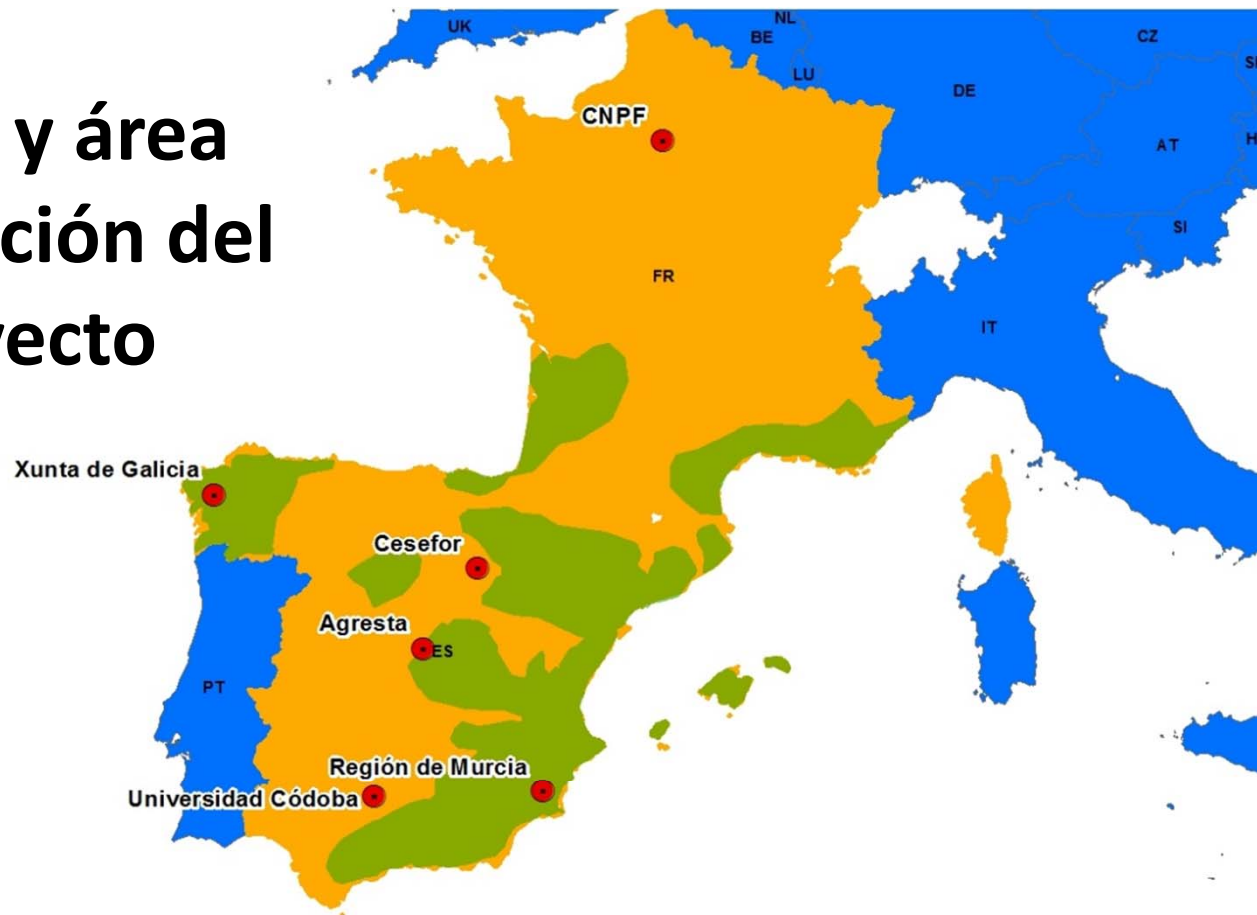 y área
ción del
yecto
UK
NL
BE
LU
CZ
DE
AT
SI
IT
CNPF
FR
Xunta de Galicia
Cesefor
Agresta
ES
PT
Región de Murcia
Universidad Códoba